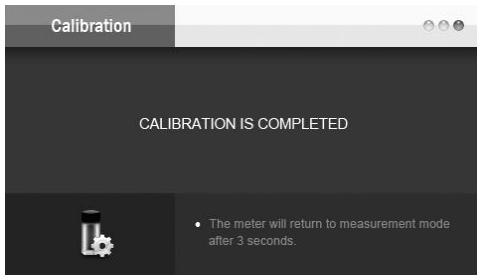 Calibration
CALIBRATION IS COMPLETED
• The meter will return to measurement mode
after 3 seconds.